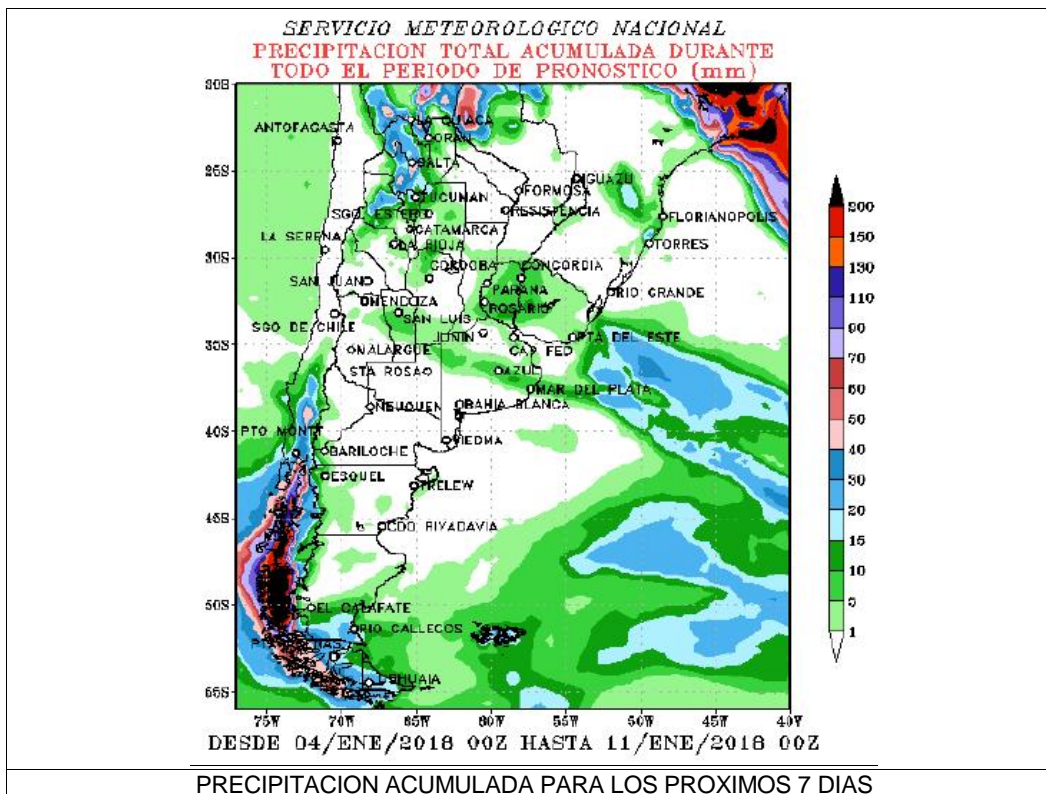 SERVICIO METEOROLOGICO NACIONAL
PRECIPITACION TOTAL ACUMULADA DURANTE
TODO EL PERIODO DE PRONOSTICO (mm)
LA QUIACA
ANTOFAGASTA
ORAN
SALTA
25S
IGUAZU
TUCUMAN
FORMOSA
SGO. ESTERO
RESISTENCIA
FLORIANOPOLIS
CATAMARCA
LA SERENA
LA RIOJA
TORRES
30S
CORDOBA
CONCORDIA
SAN JUAN
PARANA
RIO GRANDE
MENDOZA
ROSARIO
SGO DE CHILE
SAN LUIS
JUNIN
PTA DEL ESTE
CAP FED
MALARGUE
STA ROSA
AZUL
MAR DEL PLATA
NEUQUEN
BAHIA BLANCA
PTO MONTT
40S
VIEDMA
BARILOCHE
ESQUEL
TRELEW
45S
CDO RIVADAVIA
50S
EL CALAFATE
RIO GALLEGOS
USHUAIA
75W
70W
50W
45W
40W
200
150
130
110
90
70
60
50
40
30
20
15
10
5
1
DESDE 04/ENE/2018 00Z HASTA 11/ENE/2018 00Z
PRECIPITACION ACUMULADA PARA LOS PROXIMOS 7 DIAS